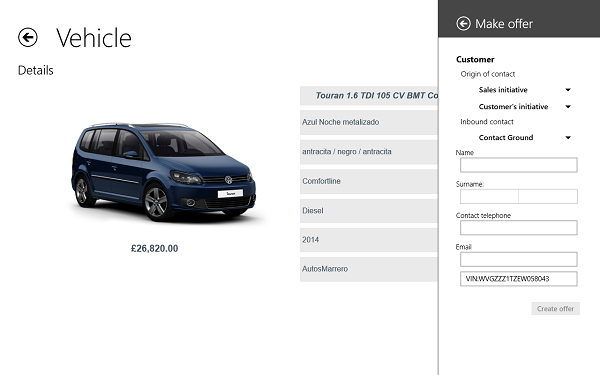 Vehicle
Details
Touran
£26,820.00
Touran 1.6 TDI 105 CV BMT Co
Azul Noche metalizado
antracita / negro / antracita
Comfortline
Diesel
2014
AutosMarrero
Make offer
Customer
Origin of contact
Sales initiative
Customer's initiative
Inbound contact
Contact Ground
Name
Surname:
Contact telephone
Email
VIN:WVGZZZ1TZEW058043
Create offer